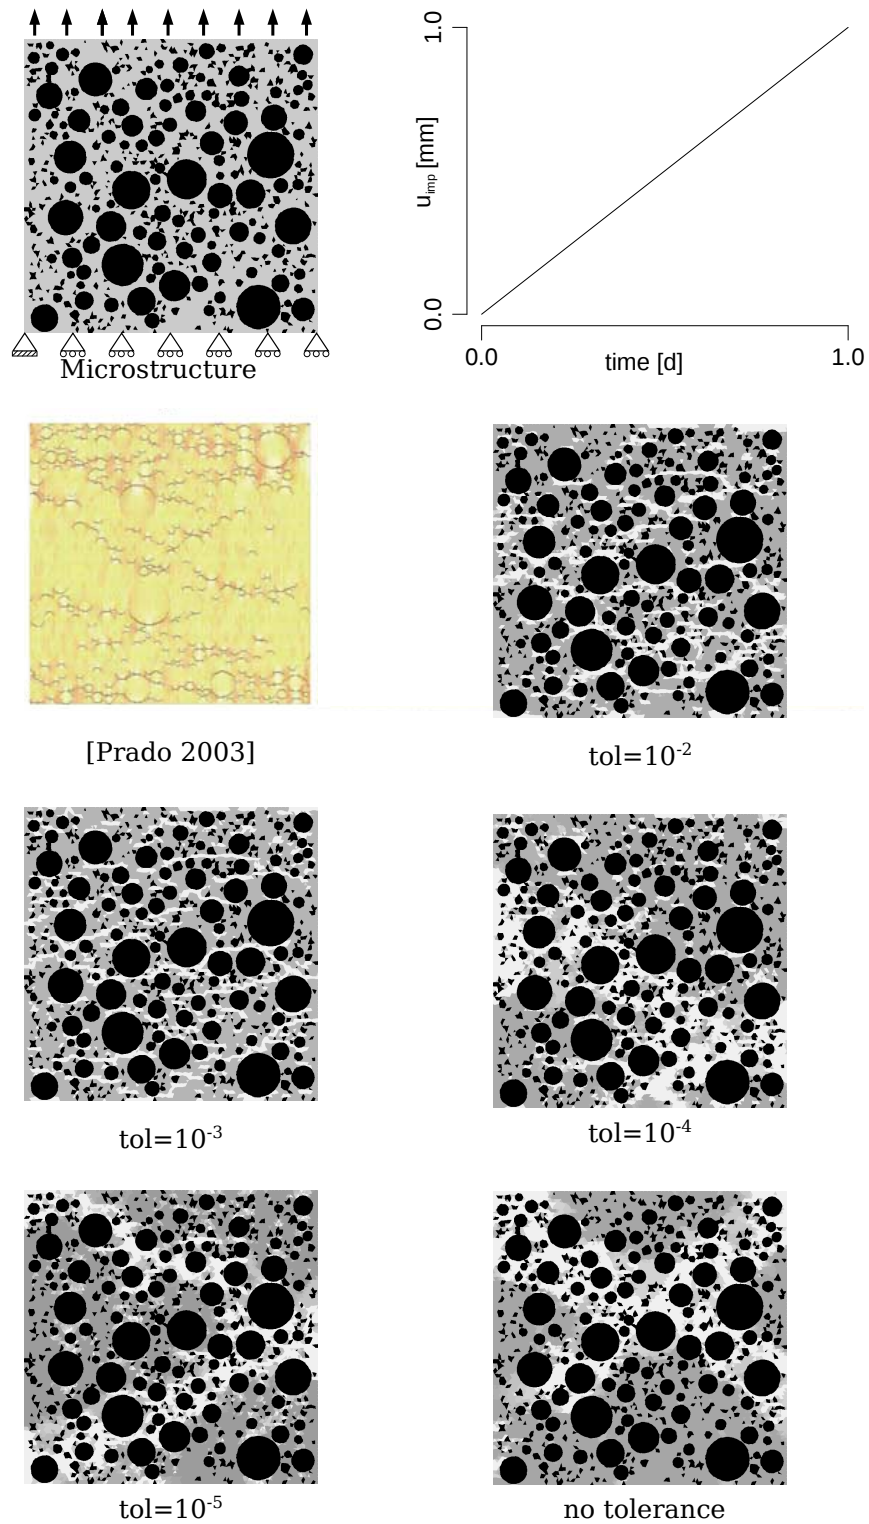 1.0
u_imp [mm]
0.0
0.0 time [d] 1.0
Microstructure
[Prado 2003]
tol=10⁻²
tol=10⁻³
tol=10⁻⁴
tol=10⁻⁵
no tolerance